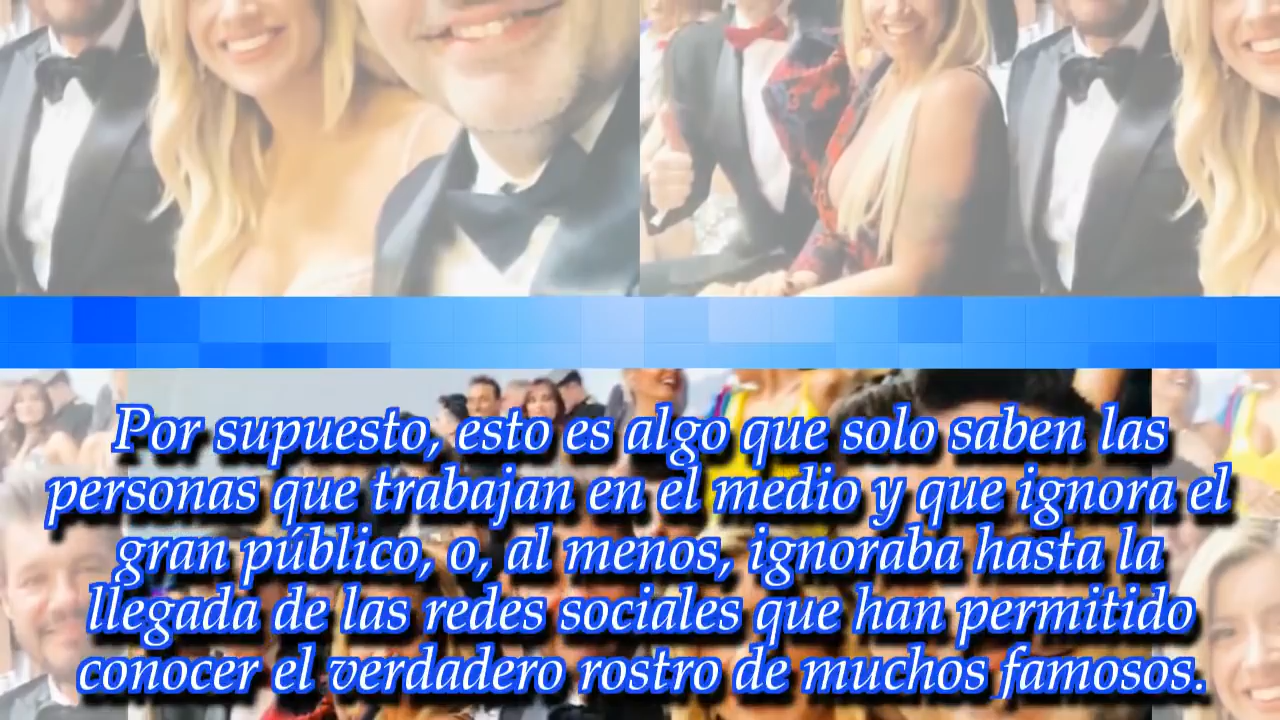 Por supuesto, esto es algo que solo saben las
personas que trabajan en el medio y que ignora el
gran público, o, al menos, ignoraba hasta la
llegada de las redes sociales que han permitido
conocer el verdadero rostro de muchos famosos.